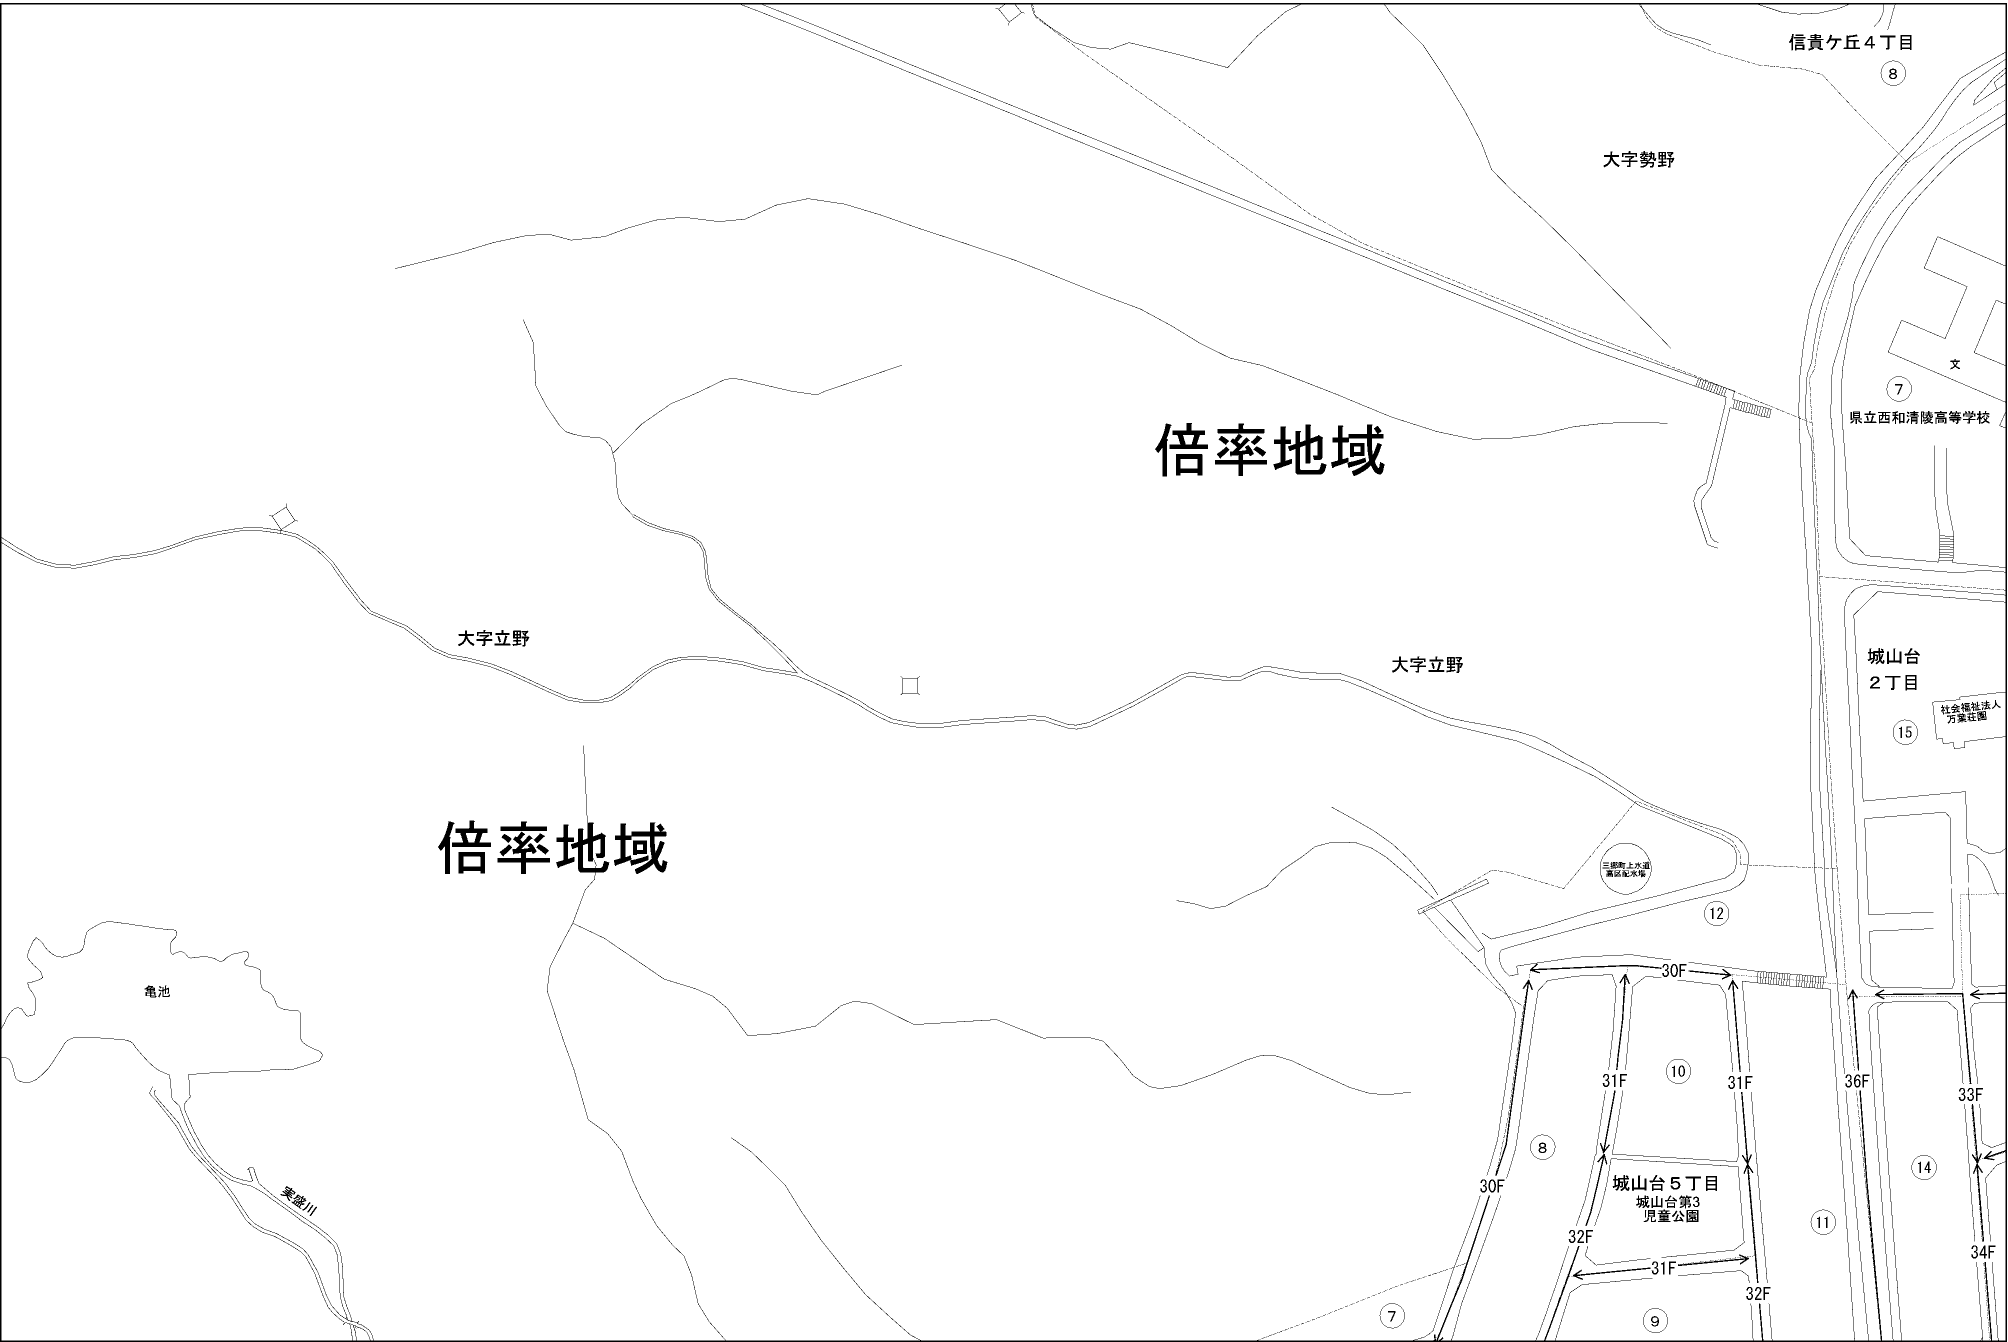 信貴ケ丘４丁目
8
大字勢野
文
7
県立西和清陵高等学校
倍率地域
大字立野
大字立野
城山台
２丁目
社会福祉法人
万葉荘園
15
倍率地域
三郷町上水道
高区配水場
12
30F
亀池
31F
10
31F
36F
33F
8
14
30F
城山台５丁目
城山台第3
児童公園
実盛川
11
32F
34F
31F
32F
7
9